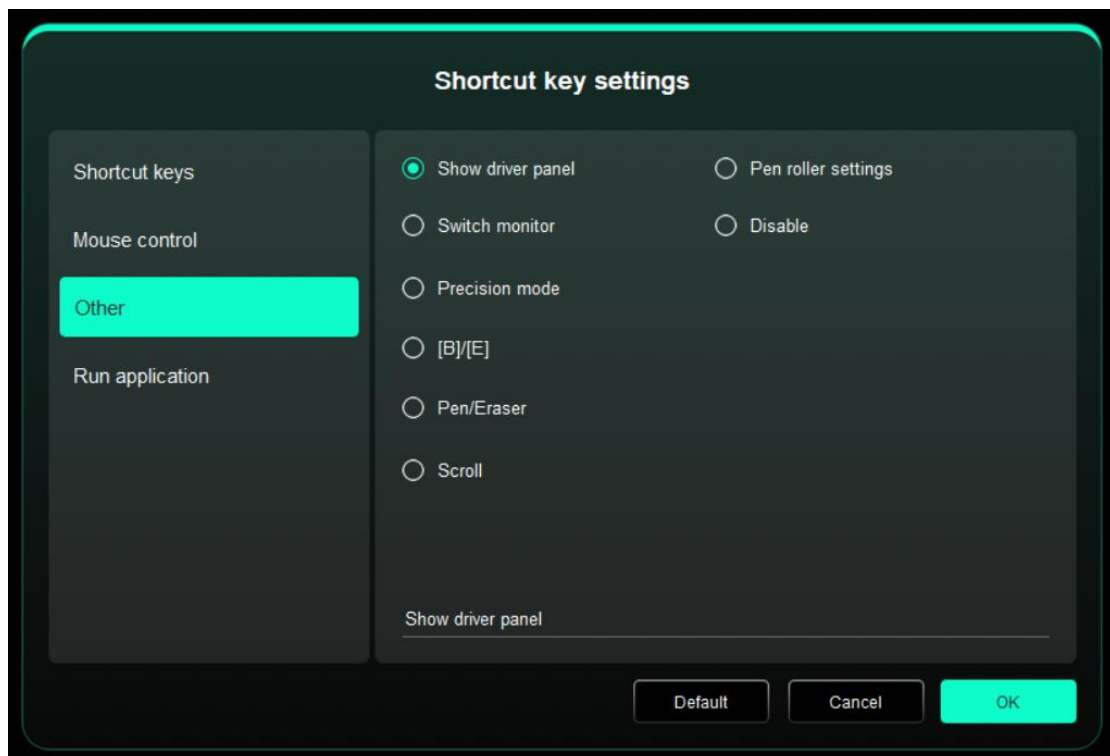 Shortcut key settings
Shortcut keys
Mouse control
Other
Run application
Show driver panel
Switch monitor
Precision mode
[B]/[E]
Pen/Eraser
Scroll
Pen roller settings
Disable
Show driver panel
Default
Cancel
OK